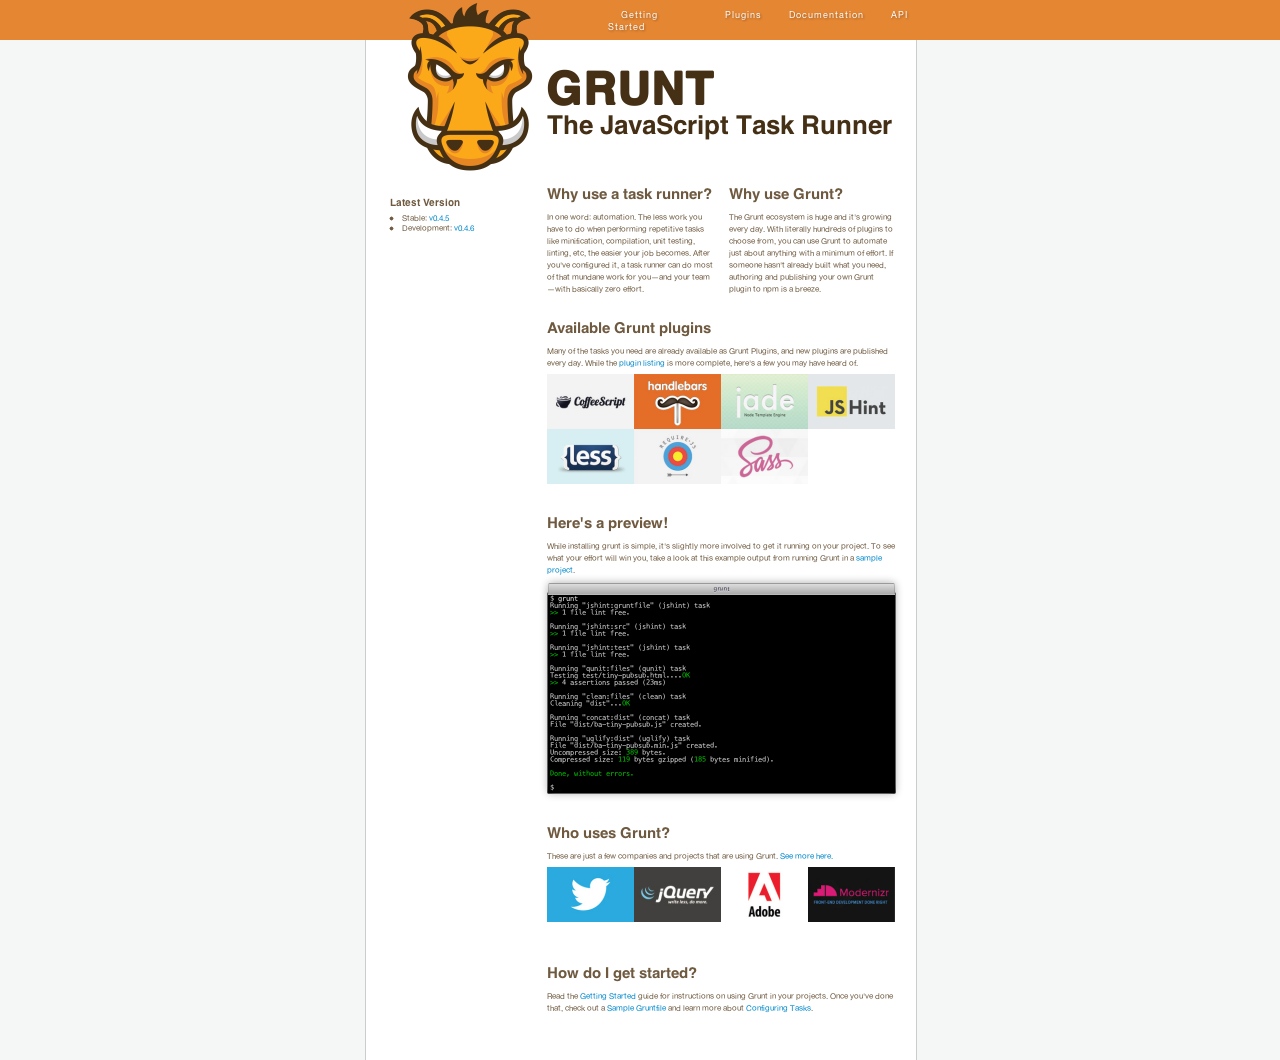 Getting Started
Plugins
Documentation
API
GRUNT
The JavaScript Task Runner
Latest Version
Stable: v0.4.5
Development: v0.4.6
Why use a task runner?
In one word: automation. The less work you
have to do when performing repetitive tasks
like minification, compilation, unit testing,
linting, etc, the easier your job becomes. After
you've configured it, a task runner can do most
of that mundane work for you—and your team
—with basically zero effort.
Why use Grunt?
The Grunt ecosystem is huge and it's growing
every day. With literally hundreds of plugins to
choose from, you can use Grunt to automate
just about anything with a minimum of effort. If
someone hasn't already built what you need,
authoring and publishing your own Grunt
plugin to npm is a breeze.
Available Grunt plugins
Many of the tasks you need are already available as Grunt Plugins, and new plugins are published
every day. While the plugin listing is more complete, here's a few you may have heard of.
CoffeeScript
handlebars
jade
Node Template Engine
JS Hint
{less}
REQUIRE·JS
Sass
Here's a preview!
While installing grunt is simple, it's slightly more involved to get it running on your project. To see
what your effort will win you, take a look at this example output from running Grunt in a sample
project.
grunt
$ grunt
Running "jshint:gruntfile" (jshint) task
>> 1 file lint free.
Running "jshint:src" (jshint) task
>> 1 file lint free.
Running "jshint:test" (jshint) task
>> 1 file lint free.
Running "qunit:files" (qunit) task
Testing test/tiny-pubsub.html....OK
>> 4 assertions passed (23ms)
Running "clean:files" (clean) task
Cleaning "dist"...OK
Running "concat:dist" (concat) task
File "dist/ba-tiny-pubsub.js" created.
Running "uglify:dist" (uglify) task
File "dist/ba-tiny-pubsub.min.js" created.
Uncompressed size: 389 bytes.
Compressed size: 119 bytes gzipped (185 bytes minified).
Done, without errors.
$
Who uses Grunt?
These are just a few companies and projects that are using Grunt. See more here.
jQuery
write less, do more.
Adobe
Modernizr
FRONT-END DEVELOPMENT DONE RIGHT
How do I get started?
Read the Getting Started guide for instructions on using Grunt in your projects. Once you've done
that, check out a Sample Gruntfile and learn more about Configuring Tasks.